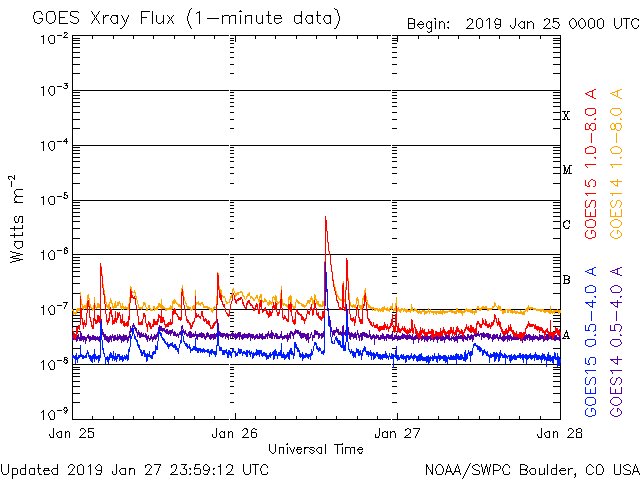 GOES Xray Flux (1-minute data)
Begin: 2019 Jan 25 0000 UTC
10-2
10-3
10-4
10-5
10-6
10-7
10-8
10-9
Watts m-2
X
M
C
B
A
GOES15 1.0-8.0 A
GOES14 1.0-8.0 A
GOES15 0.5-4.0 A
GOES14 0.5-4.0 A
Jan 25
Jan 26
Jan 27
Jan 28
Universal Time
Updated 2019 Jan 27 23:59:12 UTC
NOAA/SWPC Boulder, CO USA